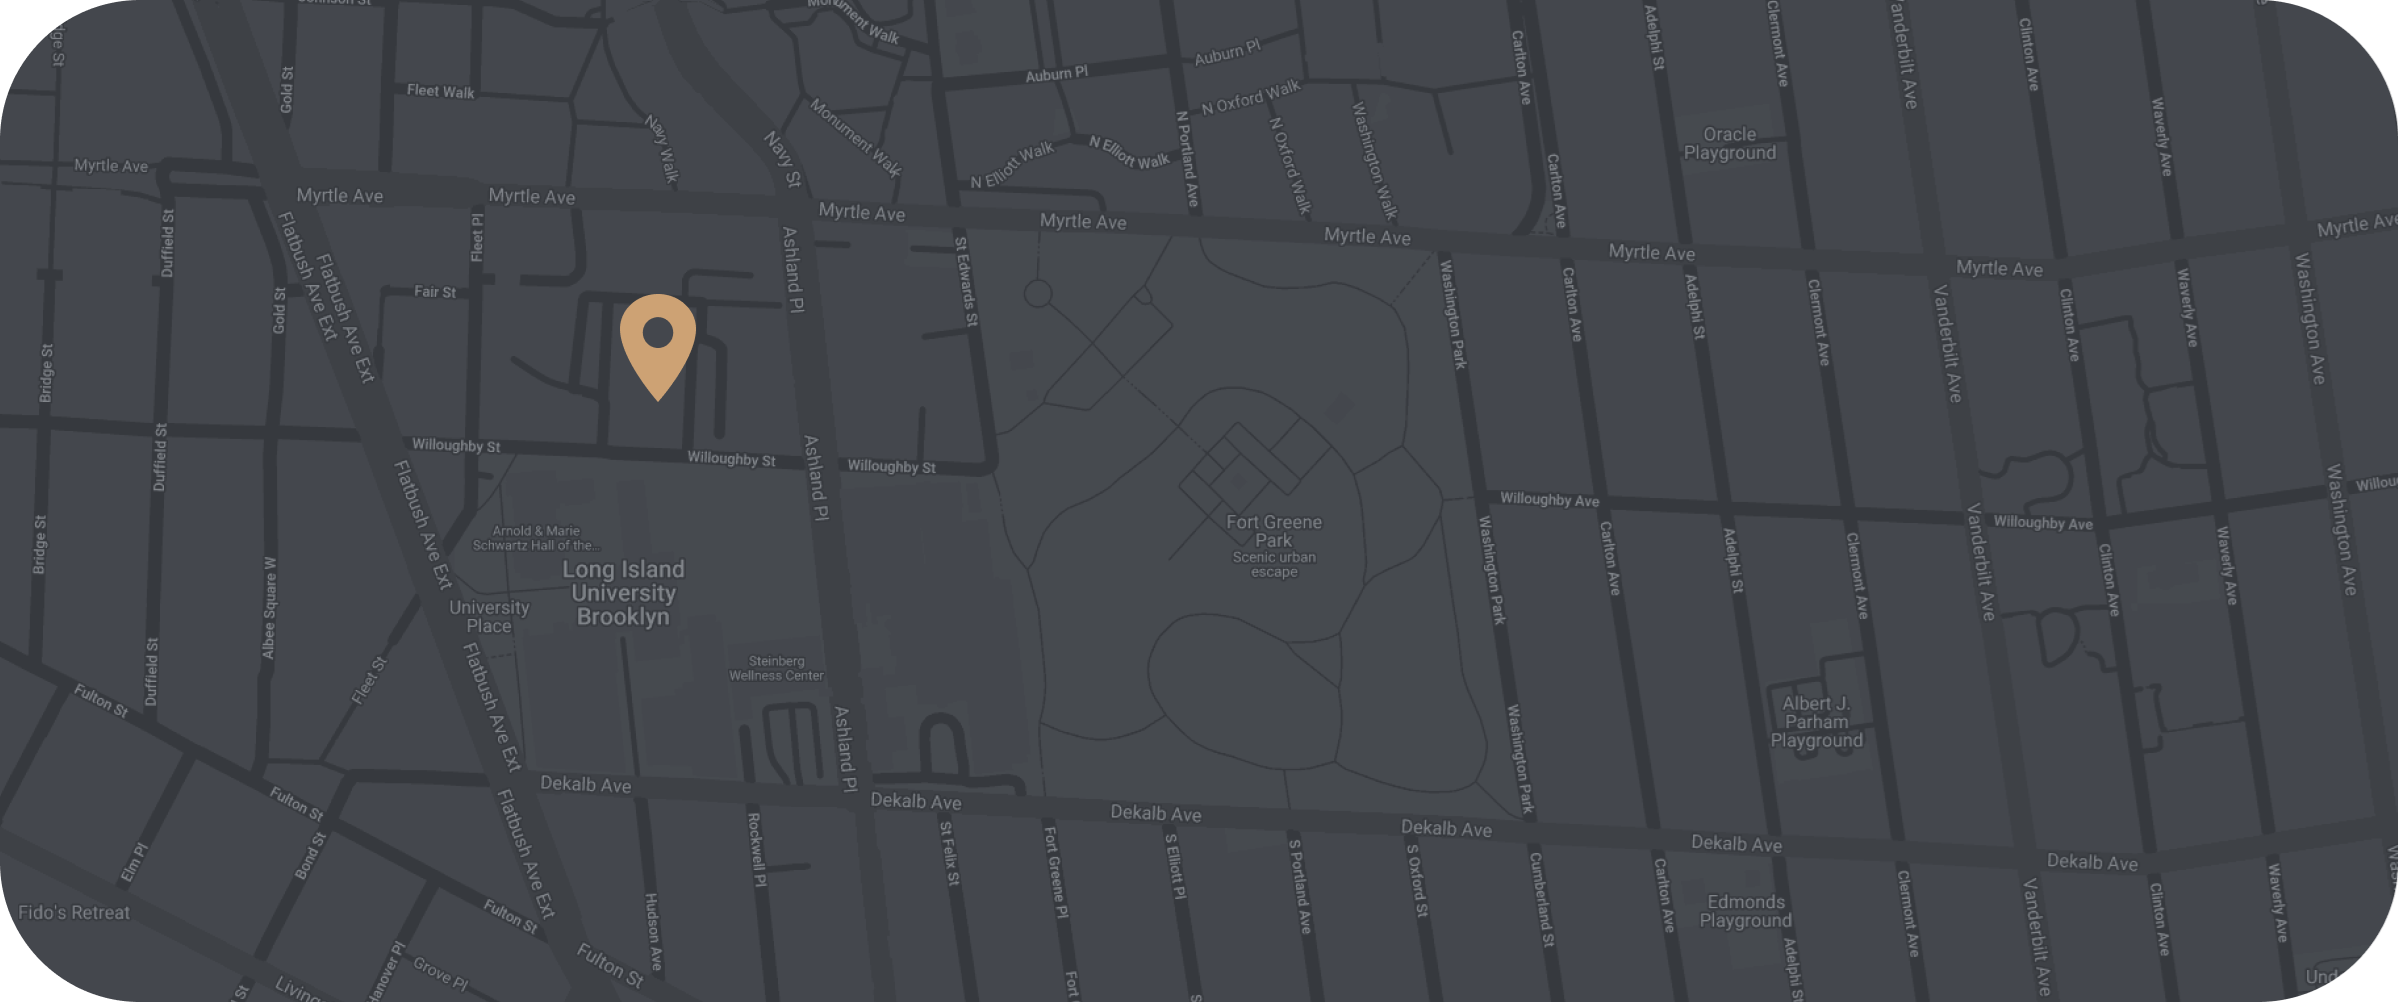 Johnson St
Monument Walk
Gold St
Fleet Walk
Auburn Pl
Auburn Pl
Carlton Ave
Adelphi St
Clermont Ave
Vanderbilt Ave
Clinton Ave
Waverly Ave
N Oxford Walk
Navy Walk
Navy St
Monument Walk
N Elliott Walk
N Elliott Walk
N Portland Ave
N Oxford Walk
Washington Walk
Carlton Ave
Oracle
Playground
Myrtle Ave
Myrtle Ave
Myrtle Ave
Myrtle Ave
Myrtle Ave
Myrtle Ave
Myrtle Ave
Myrtle Ave
Myrtle Ave
Duffield St
Flatbush Ave Ext
Flatbush Ave Ext
Fleet Pl
Ashland Pl
St Edwards St
Washington Park
Carlton Ave
Adelphi St
Clermont Ave
Vanderbilt Ave
Clinton Ave
Waverly Ave
Washington Ave
Gold St
Fair St
Bridge St
Duffield St
Willoughby St
Willoughby St
Willoughby St
Ashland Pl
Flatbush Ave Ext
Willoughby Ave
Willoughby Ave
Washington Ave
Bridge St
Arnold & Marie
Schwartz Hall of the...
Long Island
University
Brooklyn
University
Place
Fort Greene
Park
Scenic urban
escape
Washington Park
Carlton Ave
Adelphi St
Clermont Ave
Vanderbilt Ave
Clinton Ave
Waverly Ave
Albee Square W
Duffield St
Fleet St
Flatbush Ave Ext
Steinberg
Wellness Center
Ashland Pl
Washington Park
Albert J.
Parham
Playground
Fulton St
Fulton St
Dekalb Ave
Dekalb Ave
Dekalb Ave
Dekalb Ave
Dekalb Ave
Dekalb Ave
Elm Pl
Bond St
Flatbush Ave Ext
Rockwell Pl
St Felix St
Fort Greene Pl
S Elliott Pl
S Portland Ave
S Oxford St
Cumberland St
Carlton Ave
Clermont Ave
Vanderbilt Ave
Clinton Ave
Waverly Ave
Edmonds
Playground
Adelphi St
Fido's Retreat
Fulton St
Fulton St
Hudson Ave
Hanover Pl
Grove Pl
Living
Fort
Und